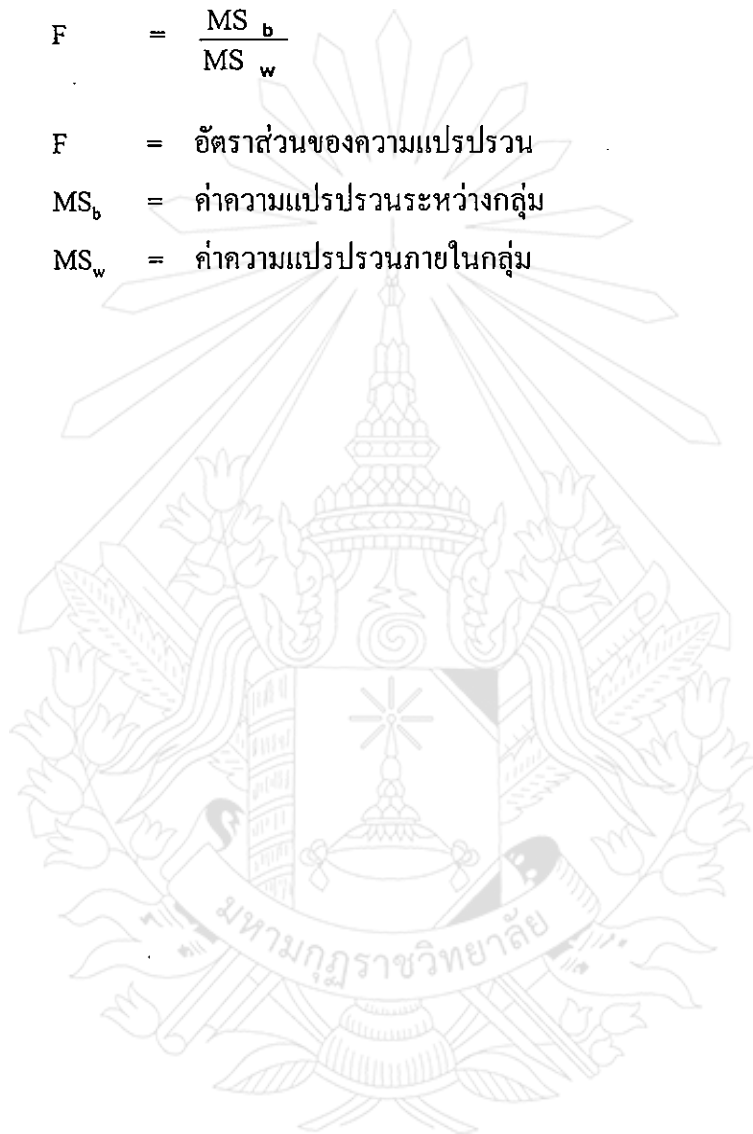 F = MS b
MS w
F = อัตราส่วนของความแปรปรวน
MSb = ค่าความแปรปรวนระหว่างกลุ่ม
MSw = ค่าความแปรปรวนภายในกลุ่ม
มหามกุฏราชวิทยาลัย